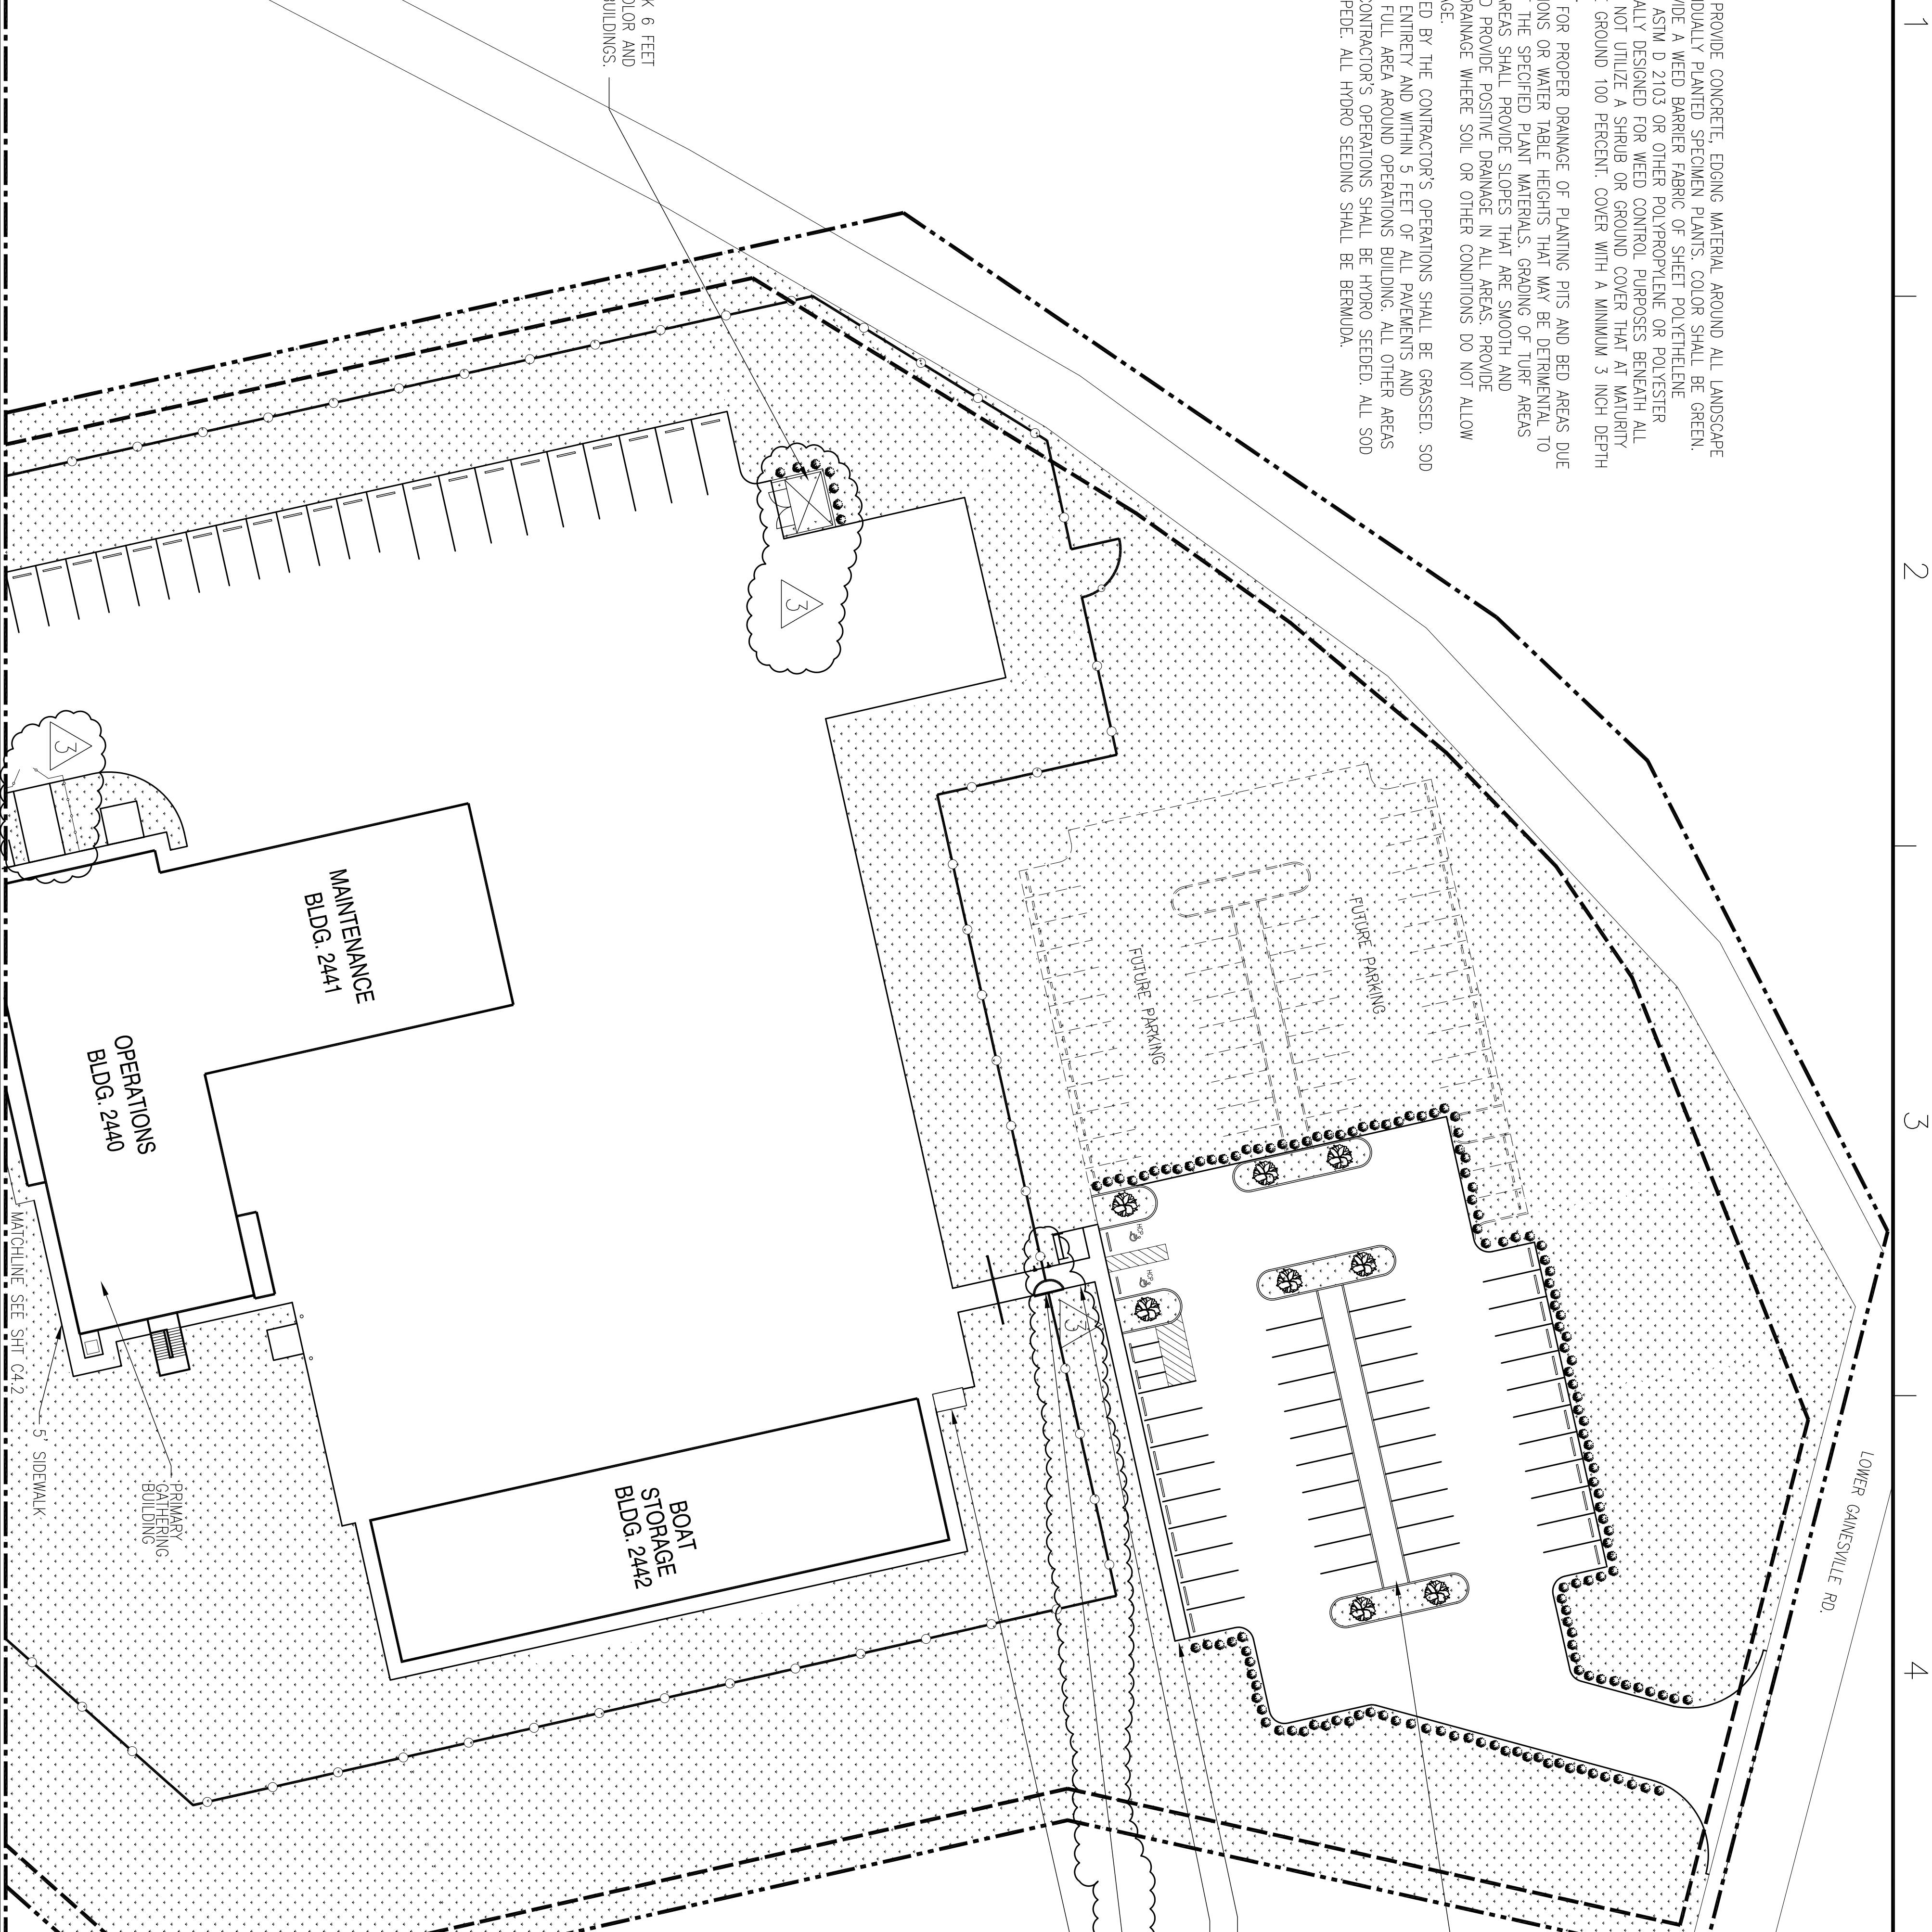 1
2
3
4
PROVIDE CONCRETE, EDGING MATERIAL AROUND ALL LANDSCAPE
PLANTED SPECIMEN PLANTS. COLOR SHALL BE GREEN.
A WEED BARRIER FABRIC OF SHEET POLYETHELENE
ASTM D 2103 OR OTHER POLYPROPYLENE OR POLYESTER
DESIGNED FOR WEED CONTROL PURPOSES BENEATH ALL
NOT UTILIZE A SHRUB OR GROUND COVER THAT AT MATURITY
GROUND 100 PERCENT. COVER WITH A MINIMUM 3 INCH DEPTH
FOR PROPER DRAINAGE OF PLANTING PITS AND BED AREAS DUE
OR WATER TABLE HEIGHTS THAT MAY BE DETRIMENTAL TO
THE SPECIFIED PLANT MATERIALS. GRADING OF TURF AREAS
AREAS SHALL PROVIDE SLOPES THAT ARE SMOOTH AND
PROVIDE POSITIVE DRAINAGE IN ALL AREAS. PROVIDE
DRAINAGE WHERE SOIL OR OTHER CONDITIONS DO NOT ALLOW
BY THE CONTRACTOR'S OPERATIONS SHALL BE GRASSED. SOD
ENTIRETY AND WITHIN 5 FEET OF ALL PAVEMENTS AND
FULL AREA AROUND OPERATIONS BUILDING. ALL OTHER AREAS
CONTRACTOR'S OPERATIONS SHALL BE HYDRO SEEDED. ALL SOD
ALL HYDRO SEEDING SHALL BE BERMUDA.
6 FEET
AND
BUILDINGS.
3
3
3
MAINTENANCE
BLDG. 2441
OPERATIONS
BLDG. 2440
BOAT
STORAGE
BLDG. 2442
FUTURE PARKING
FUTURE PARKING
HCP
HCP
LOWER GAINESVILLE RD.
PRIMARY
GATHERING
BUILDING
5' SIDEWALK
MATCHLINE SEE SHT C4.2